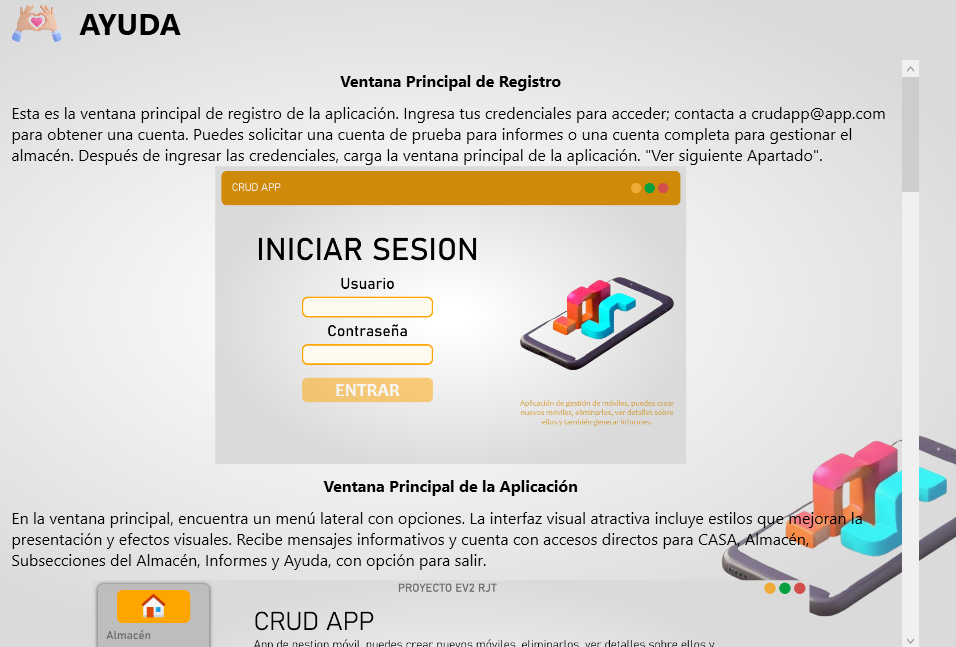 AYUDA
Ventana Principal de Registro
Esta es la ventana principal de registro de la aplicación. Ingresa tus credenciales para acceder; contacta a crudapp@app.com
para obtener una cuenta. Puedes solicitar una cuenta de prueba para informes o una cuenta completa para gestionar el
almacén. Después de ingresar las credenciales, carga la ventana principal de la aplicación. "Ver siguiente Apartado".
CRUD APP
INICIAR SESION
Usuario
Contraseña
ENTRAR
Aplicación de gestión de móviles, puedes crear
nuevos móviles, eliminarlos, ver detalles sobre
ellos y también generar informes.
Ventana Principal de la Aplicación
En la ventana principal, encuentra un menú lateral con opciones. La interfaz visual atractiva incluye estilos que mejoran la
presentación y efectos visuales. Recibe mensajes informativos y cuenta con accesos directos para CASA, Almacén,
Subsecciones del Almacén, Informes y Ayuda, con opción para salir.
PROYECTO EV2 RJT
Almacén
CRUD APP
App de gestion móvil, puedes crear nuevos móviles, eliminarlos, ver detalles sobre ellos y